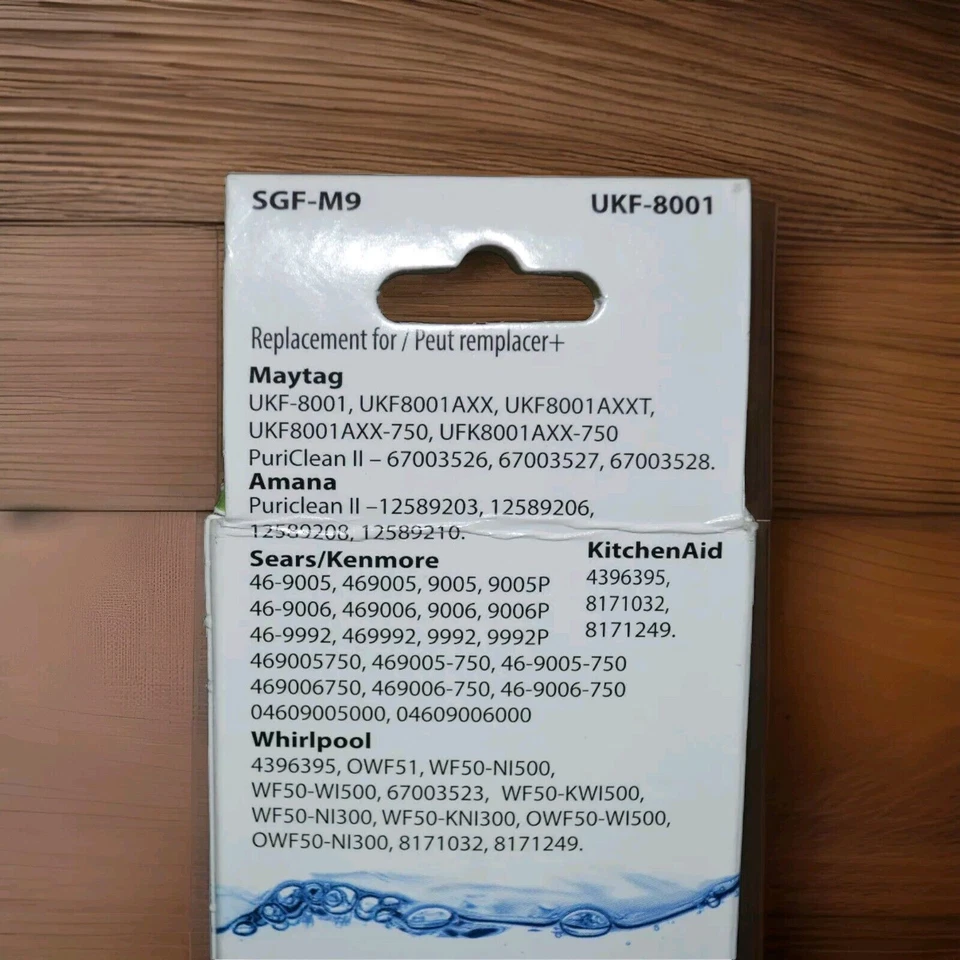 SGF-M9 UKF-8001
Replacement for / Peut remplacer+
Maytag
UKF-8001, UKF8001AXX, UKF8001AXXT,
UKF8001AXX-750, UFK8001AXX-750
PuriClean II – 67003526, 67003527, 67003528.
Amana
Puriclean II –12589203, 12589206,
12589208, 12589210.
Sears/Kenmore
46-9005, 469005, 9005, 9005P
46-9006, 469006, 9006, 9006P
46-9992, 469992, 9992, 9992P
469005750, 469005-750, 46-9005-750
469006750, 469006-750, 46-9006-750
04609005000, 04609006000
KitchenAid
4396395,
8171032,
8171249.
Whirlpool
4396395, OWF51, WF50-NI500,
WF50-WI500, 67003523, WF50-KWI500,
WF50-NI300, WF50-KNI300, OWF50-WI500,
OWF50-NI300, 8171032, 8171249.